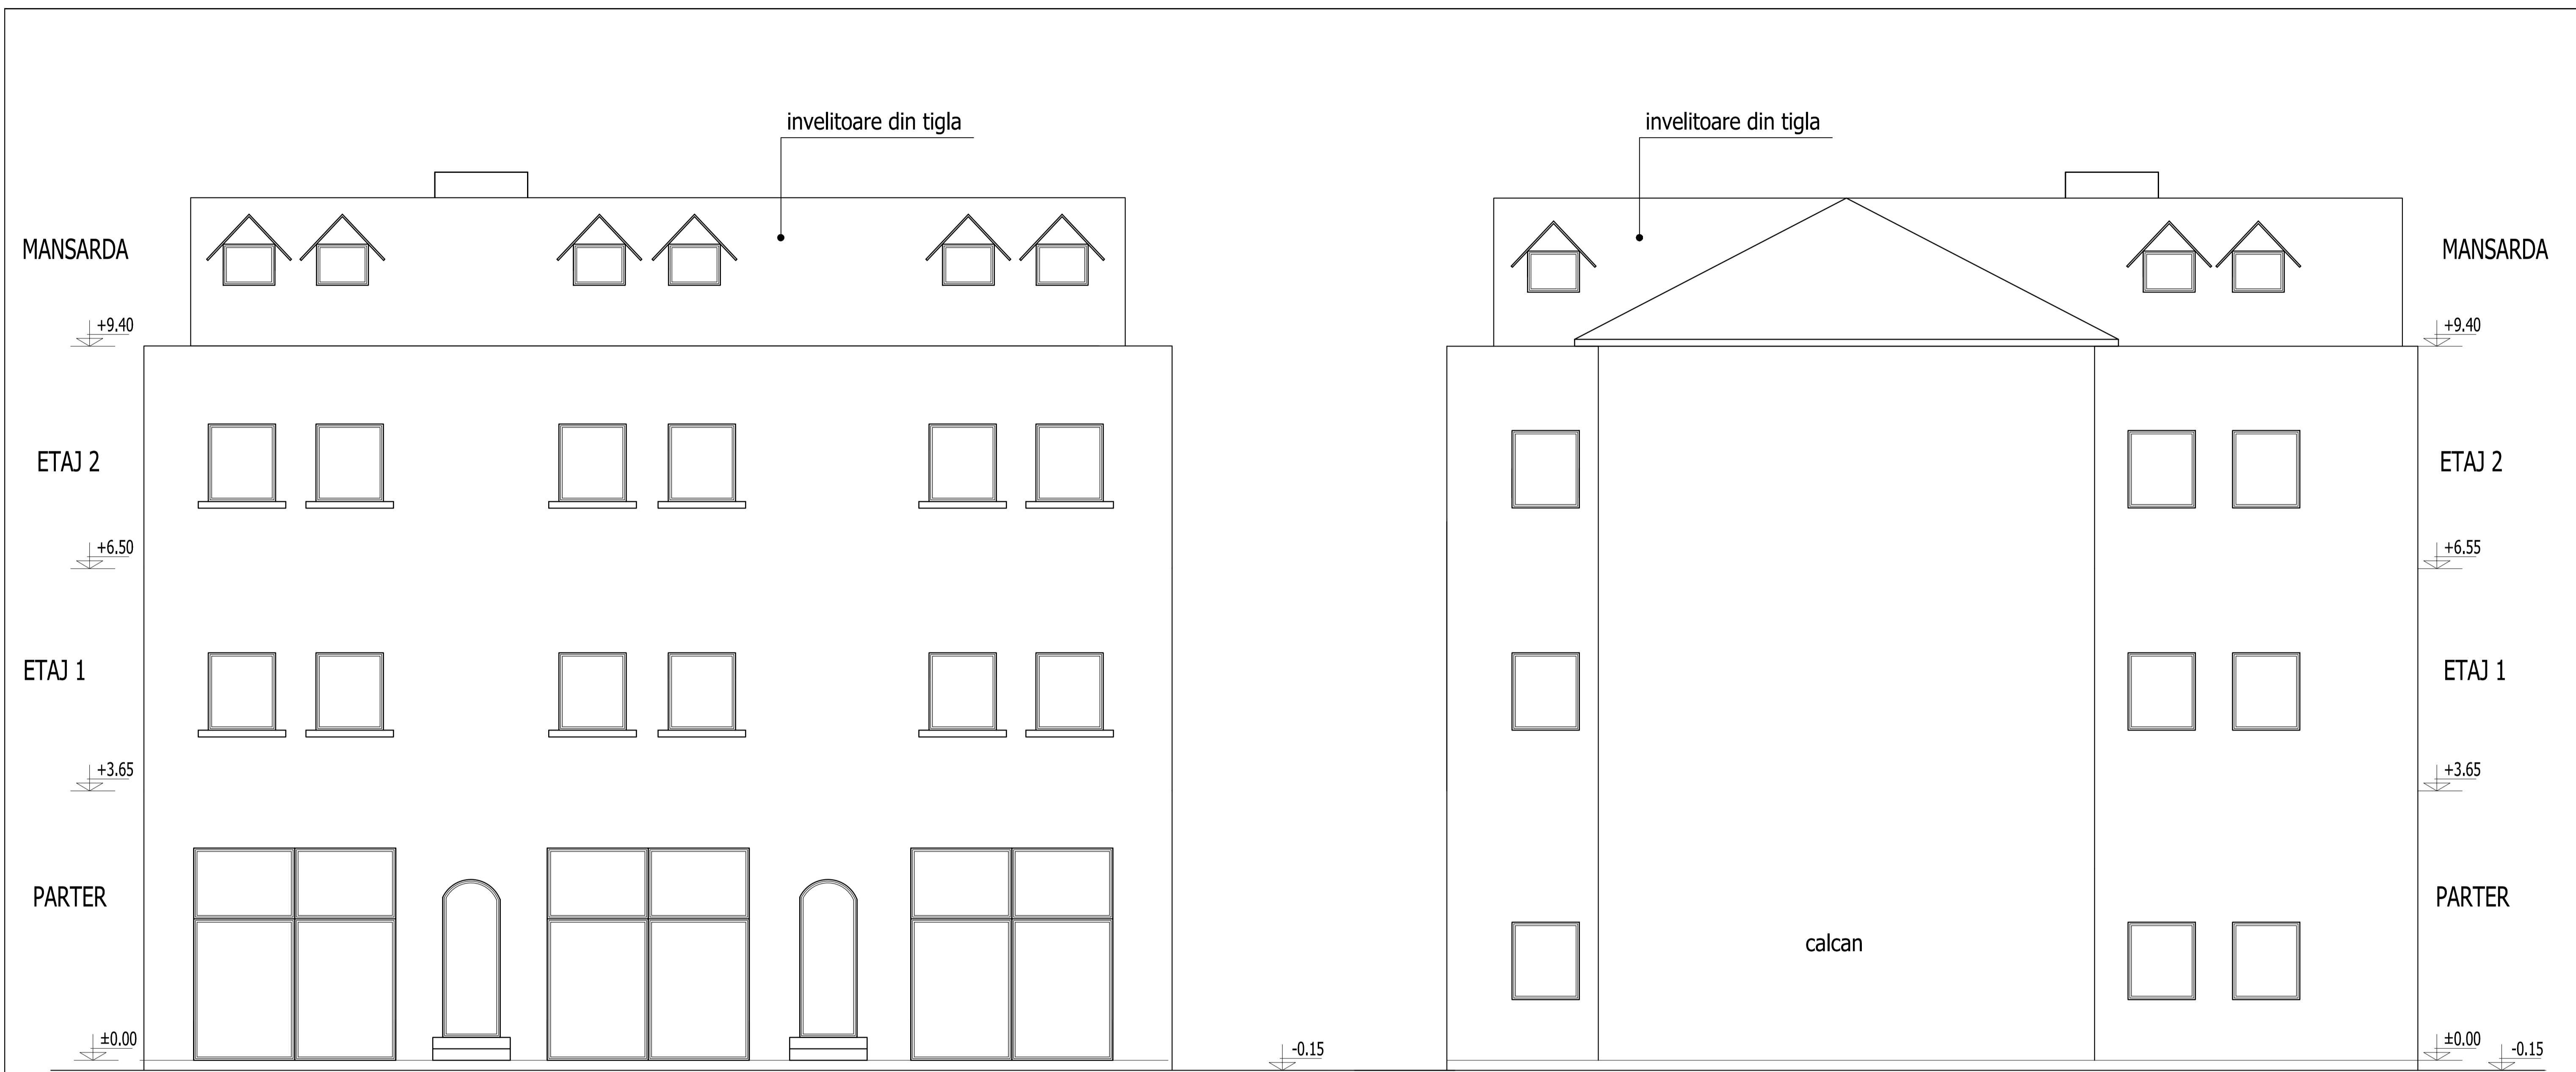 invelitoare din tigla
MANSARDA
+9.40
ETAJ 2
+6.50
ETAJ 1
+3.65
PARTER
±0.00
-0.15
invelitoare din tigla
MANSARDA
+9.40
ETAJ 2
+6.55
ETAJ 1
+3.65
PARTER
calcan
±0.00
-0.15